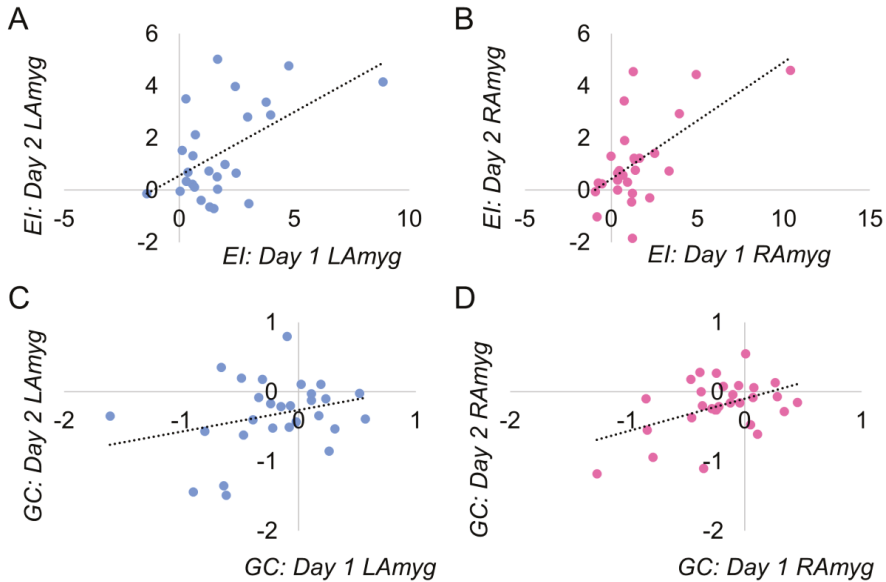 A
EI: Day 2 LAmyg
6
4
2
0
-2
-5
0
5
10
EI: Day 1 LAmyg
B
EI: Day 2 RAmyg
6
4
2
0
-2
-5
0
5
10
15
EI: Day 1 RAmyg
C
GC: Day 2 LAmyg
1
0
-1
-2
-2
-1
0
1
GC: Day 1 LAmyg
D
GC: Day 2 RAmyg
1
0
-1
-2
-2
-1
0
1
GC: Day 1 RAmyg